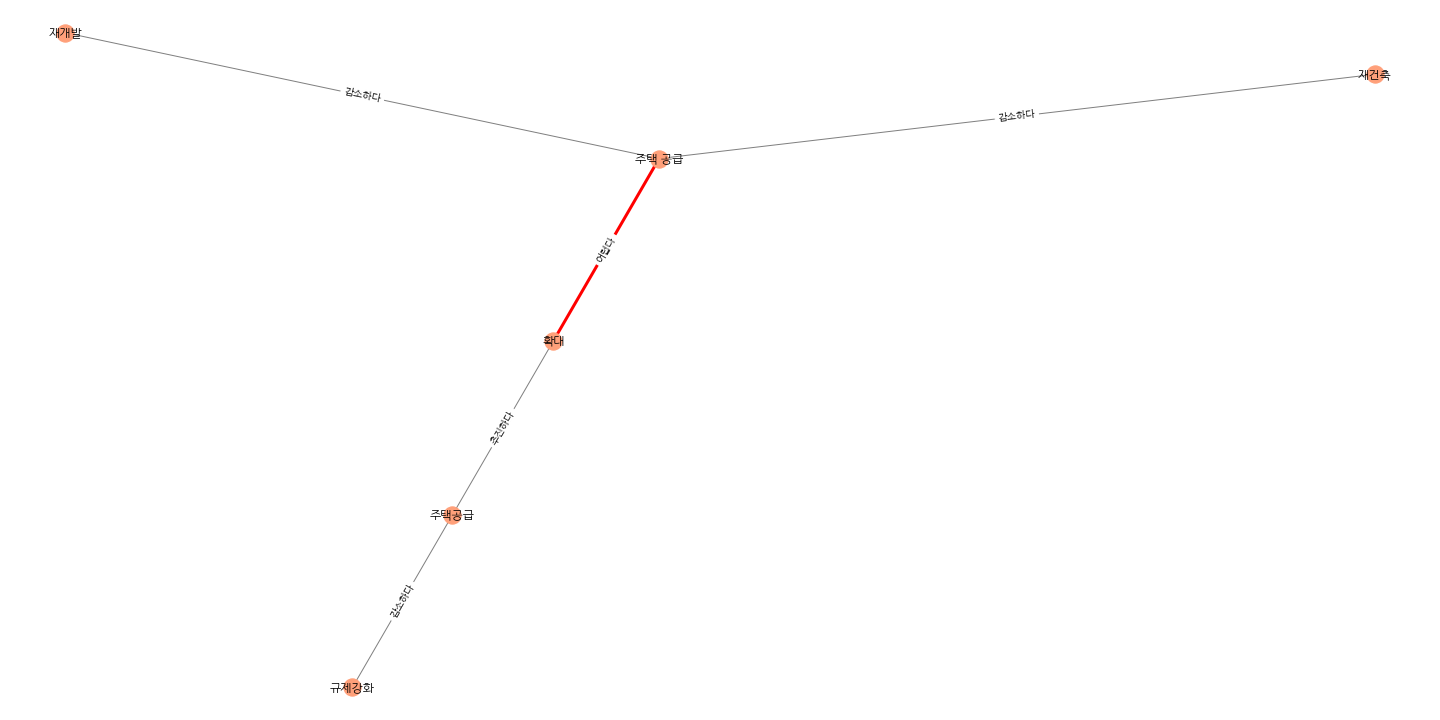 재개발
재건축
감소하다
감소하다
주택 공급
어렵다
확대
추진하다
주택공급
감소하다
규제강화